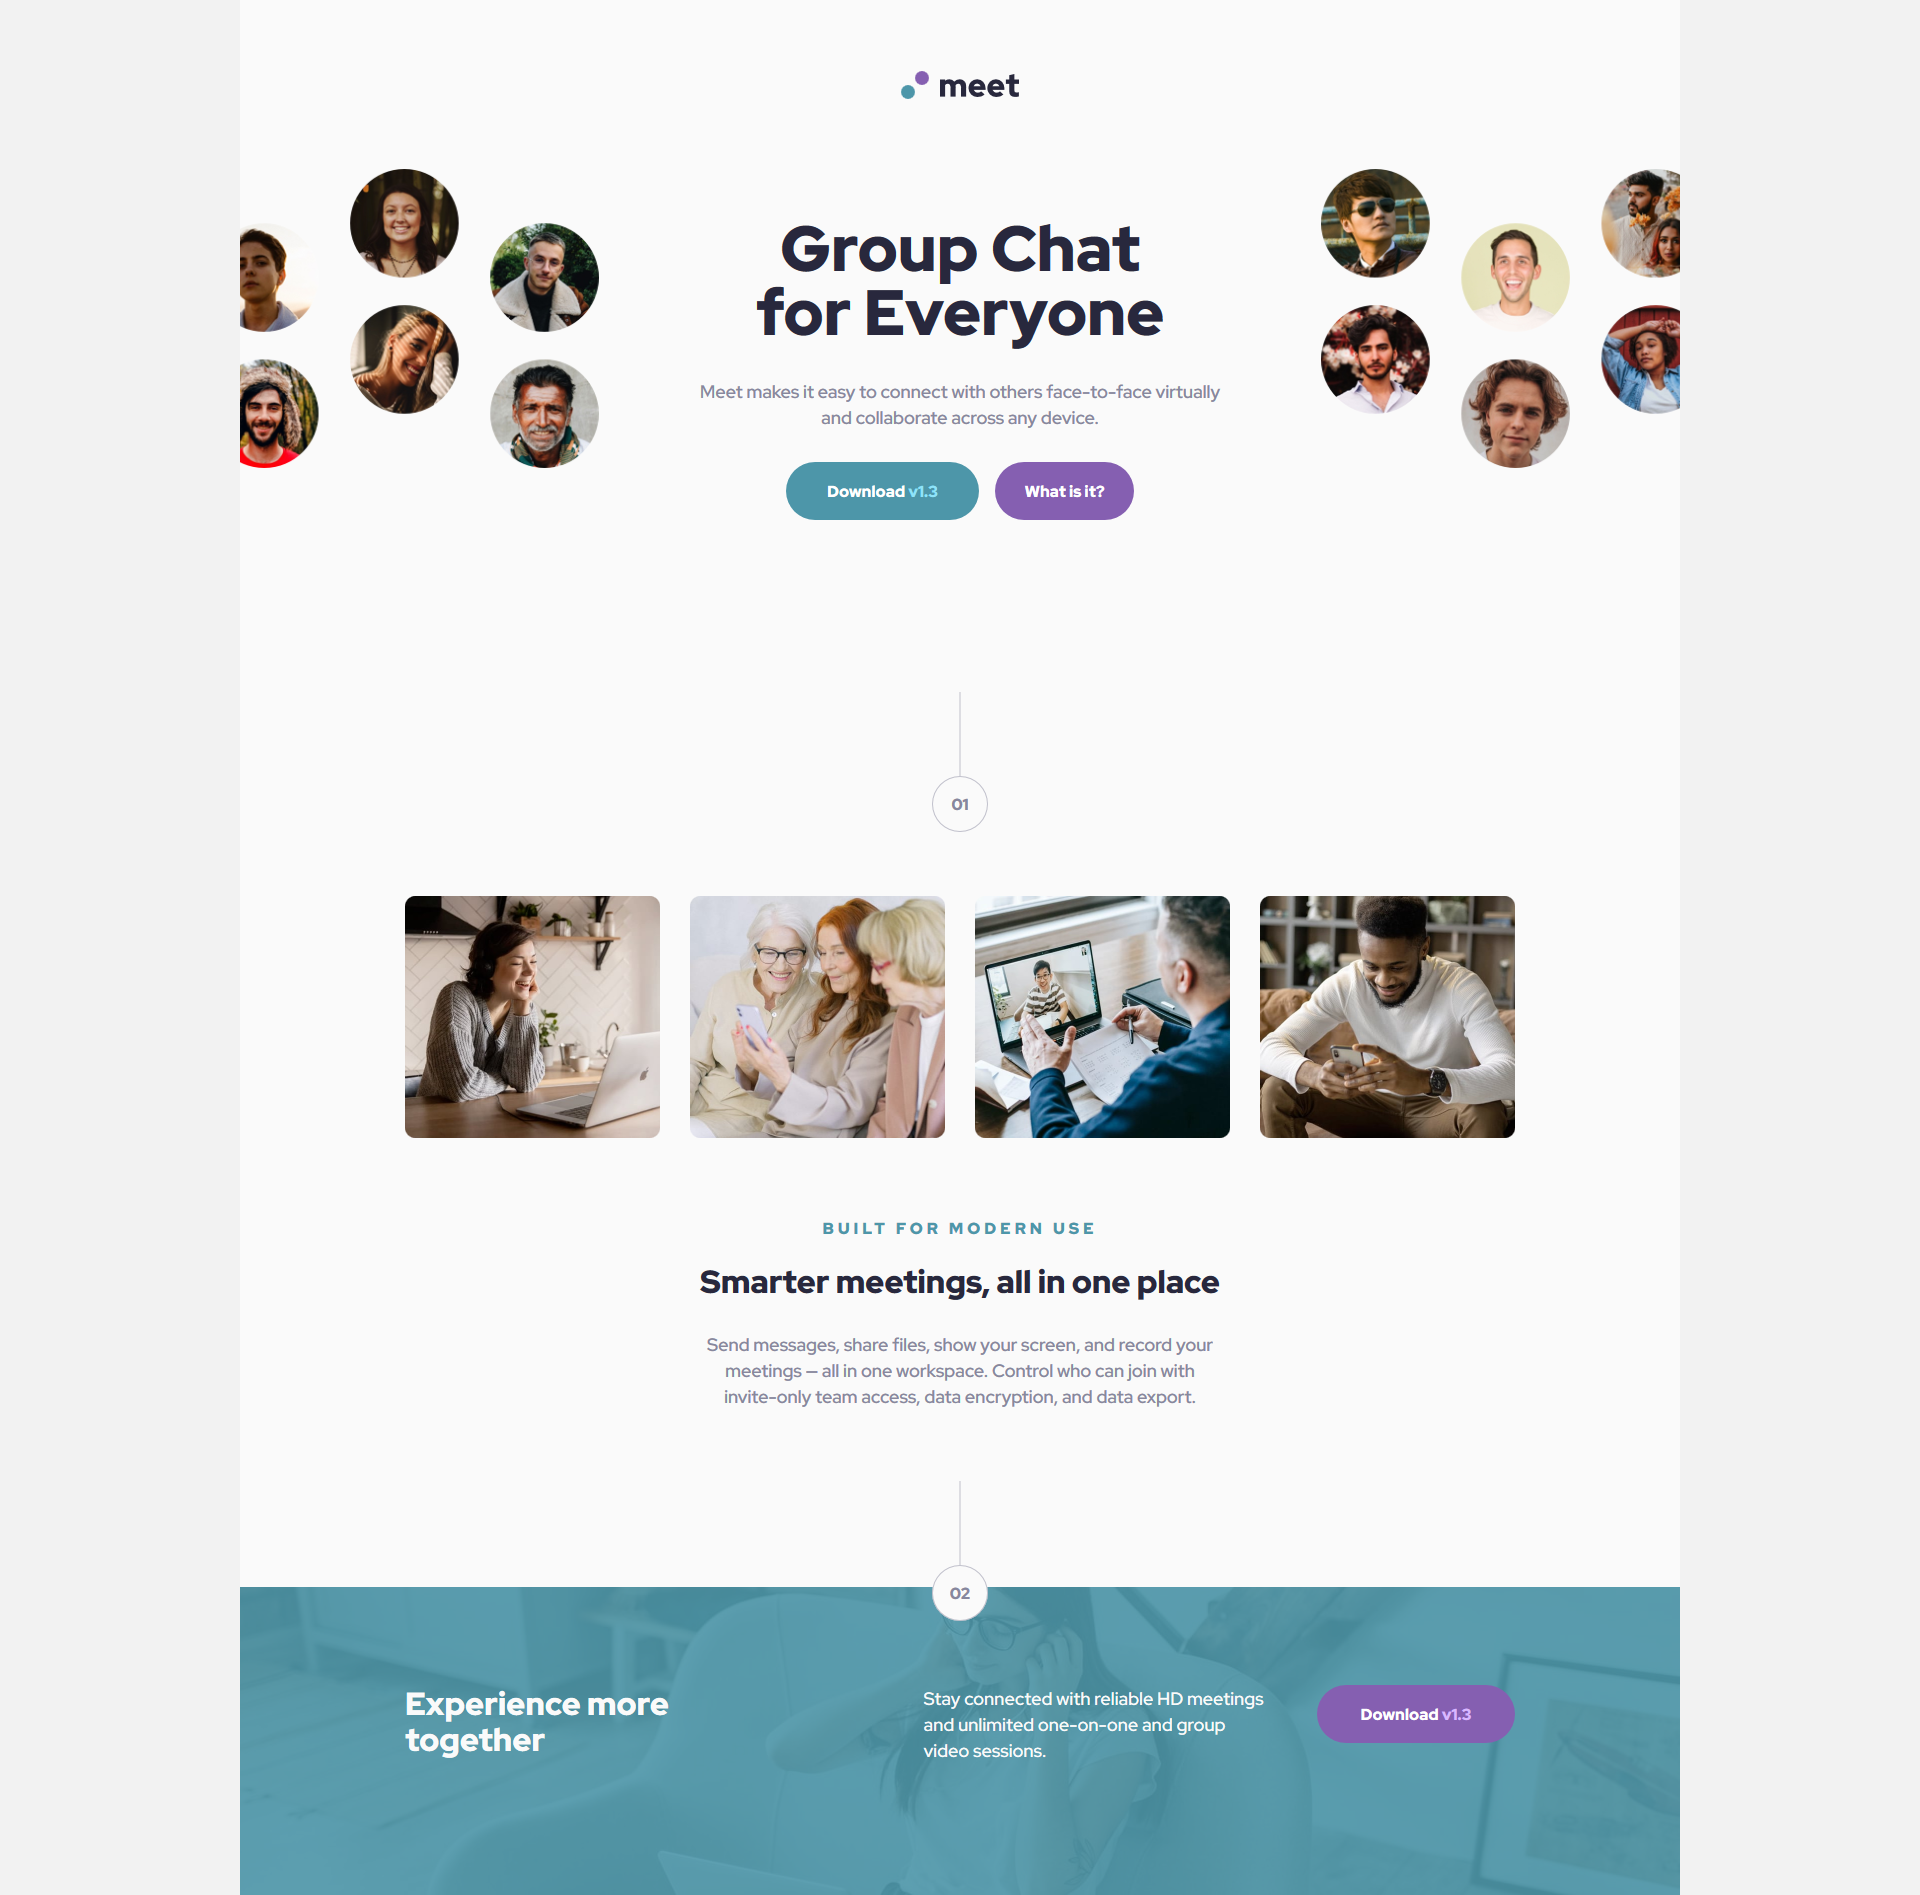 meet
Group Chat
for Everyone
Meet makes it easy to connect with others face-to-face virtually
and collaborate across any device.
Download v1.3
What is it?
01
BUILT FOR MODERN USE
Smarter meetings, all in one place
Send messages, share files, show your screen, and record your
meetings — all in one workspace. Control who can join with
invite-only team access, data encryption, and data export.
02
Experience more
together
Stay connected with reliable HD meetings
and unlimited one-on-one and group
video sessions.
Download v1.3